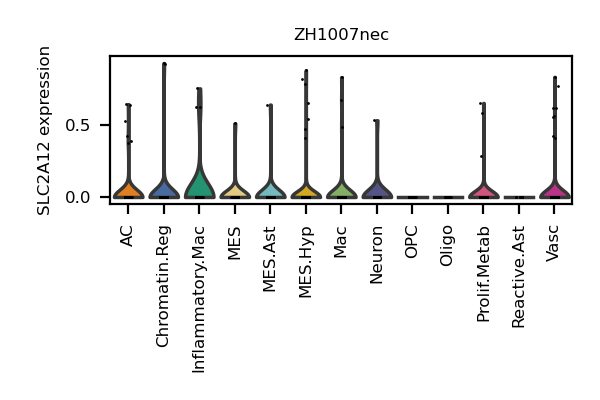 ZH1007nec
SLC2A12 expression
0.5
0.0
AC
Chromatin.Reg
Inflammatory.Mac
MES
MES.Ast
MES.Hyp
Mac
Neuron
OPC
Oligo
Prolif.Metab
Reactive.Ast
Vasc